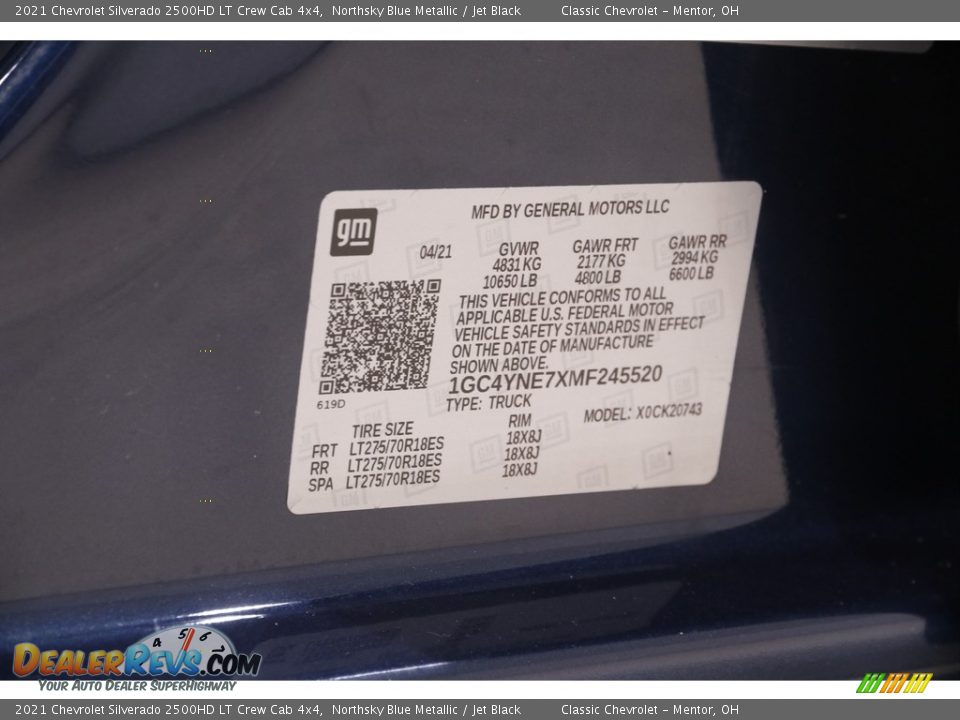 2021 Chevrolet Silverado 2500HD LT Crew Cab 4x4, Northsky Blue Metallic / Jet Black Classic Chevrolet - Mentor, OH
gm
MFD BY GENERAL MOTORS LLC
04/21 GVWR GAWR FRT GAWR RR
4831 KG 2177 KG 2994 KG
10650 LB 4800 LB 6600 LB
THIS VEHICLE CONFORMS TO ALL
APPLICABLE U.S. FEDERAL MOTOR
VEHICLE SAFETY STANDARDS IN EFFECT
ON THE DATE OF MANUFACTURE
SHOWN ABOVE.
1GC4YNE7XMF245520
619D
TYPE: TRUCK
MODEL: X0CK20743
TIRE SIZE RIM
FRT LT275/70R18ES 18X8J
RR LT275/70R18ES 18X8J
SPA LT275/70R18ES 18X8J
4 5 6
DealerRevs.com
Your Auto Dealer SuperHighway
2021 Chevrolet Silverado 2500HD LT Crew Cab 4x4, Northsky Blue Metallic / Jet Black Classic Chevrolet - Mentor, OH